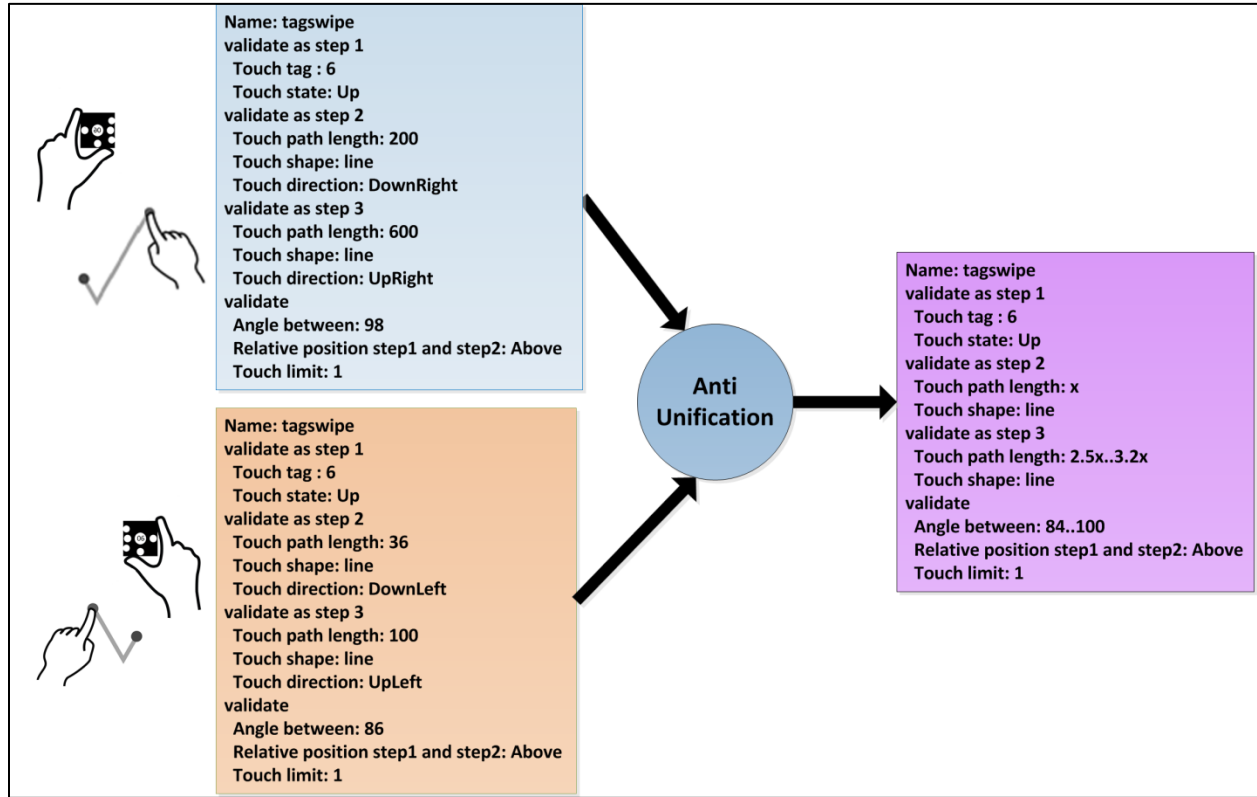 Name: tagswipe
validate as step 1
Touch tag : 6
Touch state: Up
validate as step 2
Touch path length: 200
Touch shape: line
Touch direction: DownRight
validate as step 3
Touch path length: 600
Touch shape: line
Touch direction: UpRight
validate
Angle between: 98
Relative position step1 and step2: Above
Touch limit: 1
Name: tagswipe
validate as step 1
Touch tag : 6
Touch state: Up
validate as step 2
Touch path length: 36
Touch shape: line
Touch direction: DownLeft
validate as step 3
Touch path length: 100
Touch shape: line
Touch direction: UpLeft
validate
Angle between: 86
Relative position step1 and step2: Above
Touch limit: 1
Anti
Unification
Name: tagswipe
validate as step 1
Touch tag : 6
Touch state: Up
validate as step 2
Touch path length: x
Touch shape: line
validate as step 3
Touch path length: 2.5x..3.2x
Touch shape: line
validate
Angle between: 84..100
Relative position step1 and step2: Above
Touch limit: 1